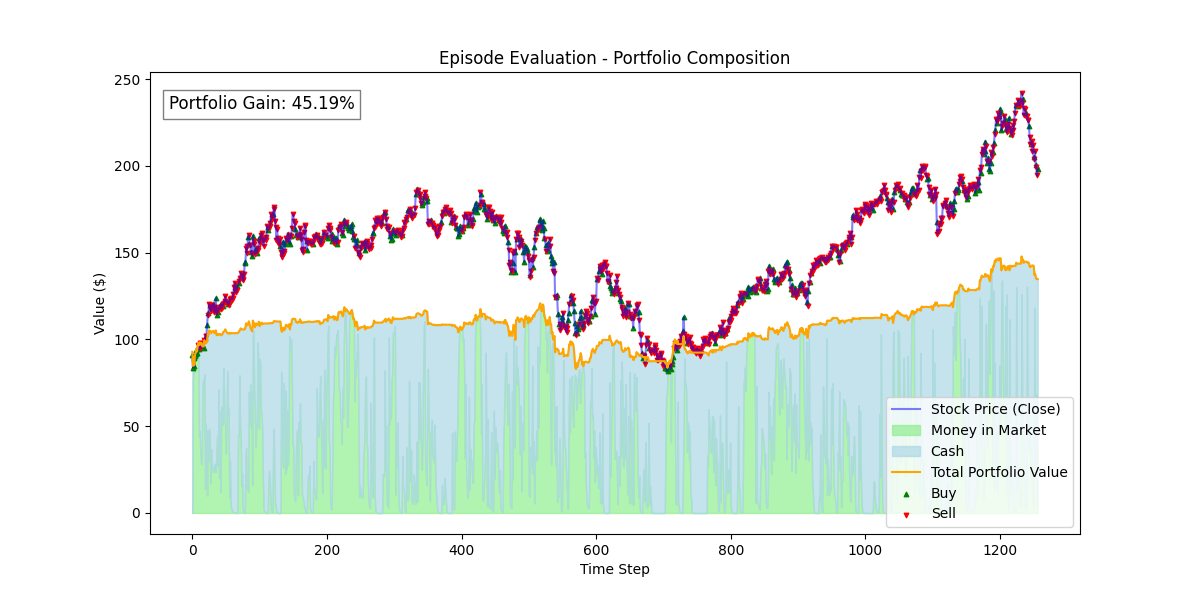 Episode Evaluation - Portfolio Composition
250
Portfolio Gain: 45.19%
200
150
100
50
0
Value ($)
Stock Price (Close)
Money in Market
Cash
Total Portfolio Value
Buy
Sell
0 200 400 600 800 1000 1200
Time Step